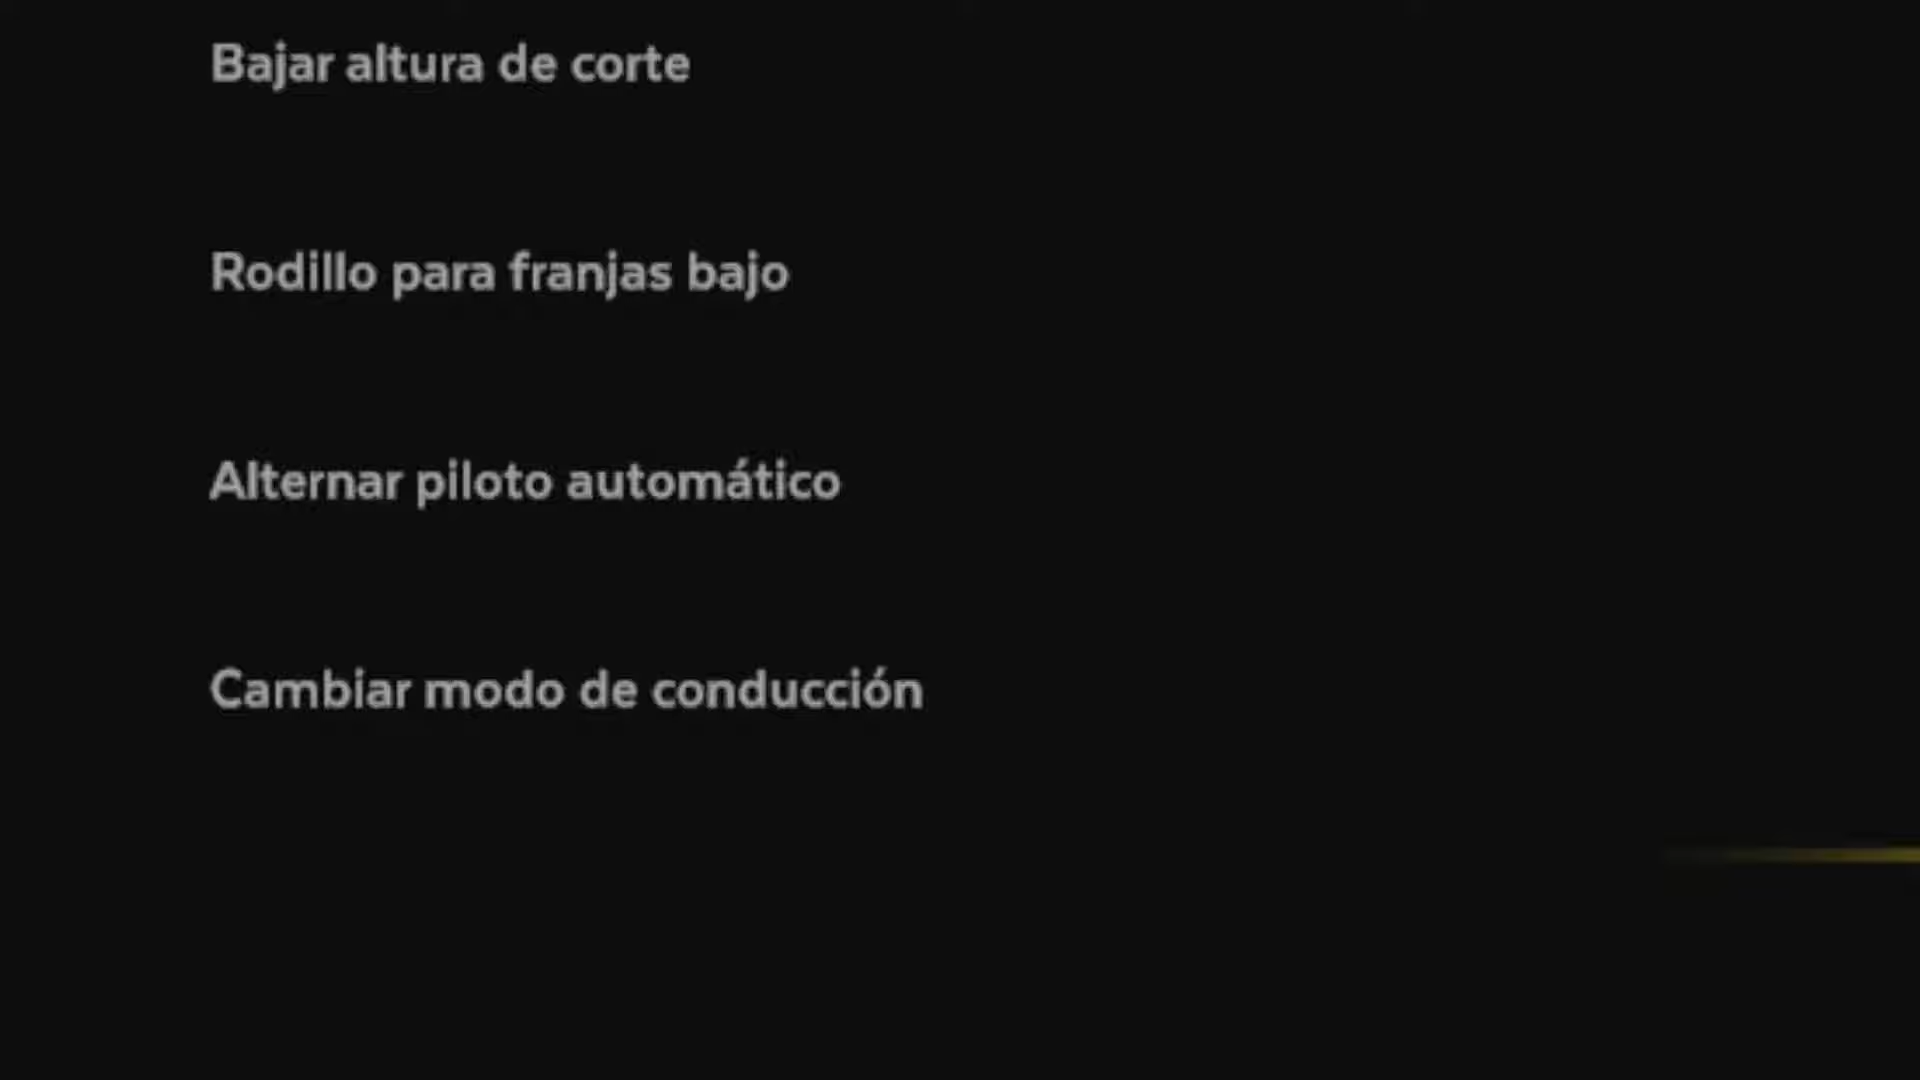 Bajar altura de corte
Rodillo para franjas bajo
Alternar piloto automático
Cambiar modo de conducción